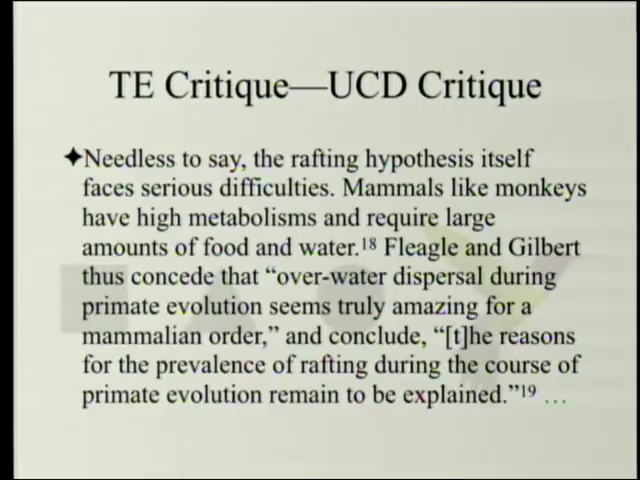 TE Critique—UCD Critique
✦Needless to say, the rafting hypothesis itself
faces serious difficulties. Mammals like monkeys
have high metabolisms and require large
amounts of food and water.¹⁸ Fleagle and Gilbert
thus concede that “over-water dispersal during
primate evolution seems truly amazing for a
mammalian order,” and conclude, “[t]he reasons
for the prevalence of rafting during the course of
primate evolution remain to be explained.”¹⁹ …